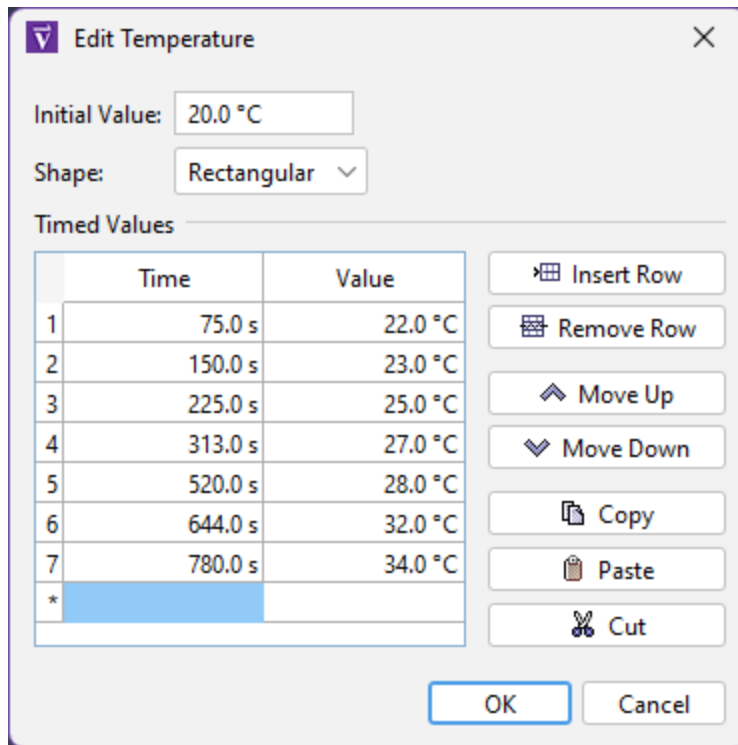 V Edit Temperature
Initial Value: 20.0 °C
Shape: Rectangular
Timed Values
Time Value
1 75.0 s 22.0 °C
2 150.0 s 23.0 °C
3 225.0 s 25.0 °C
4 313.0 s 27.0 °C
5 520.0 s 28.0 °C
6 644.0 s 32.0 °C
7 780.0 s 34.0 °C
*
Insert Row
Remove Row
Move Up
Move Down
Copy
Paste
Cut
OK Cancel